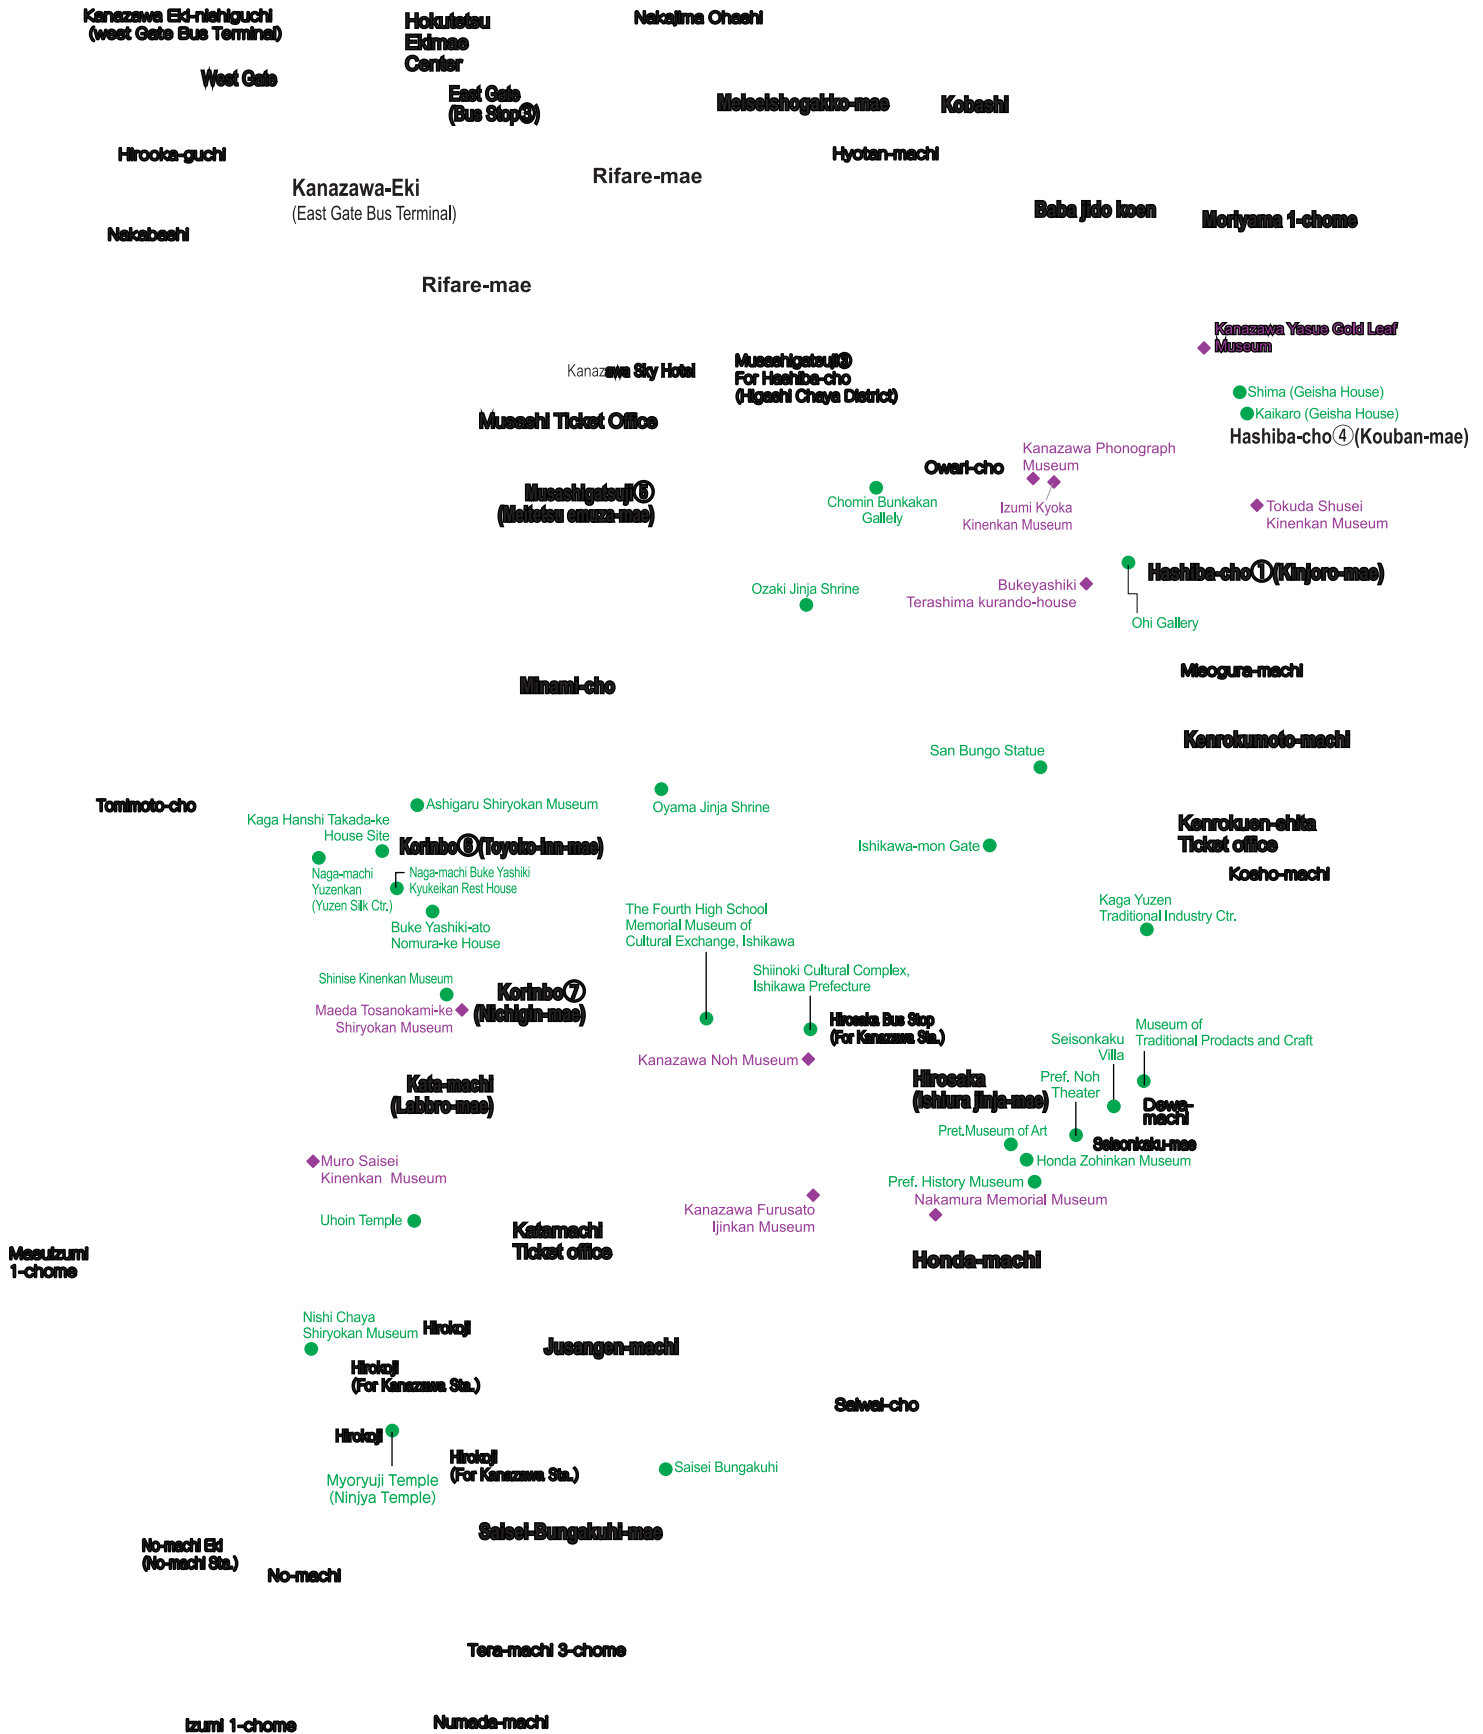 Kanazawa Eki-nishiguchi
(west Gate Bus Terminal)
Hokutetsu
Ekimae
Center
Nakajima Ohashi
West Gate
East Gate
(Bus Stop③)
Meiseishogakko-mae
Kobashi
Hirooka-guchi
Hyotan-machi
Kanazawa-Eki
(East Gate Bus Terminal)
Rifare-mae
Baba jido koen
Moriyama 1-chome
Nakabashi
Rifare-mae
Kanazawa Yasue Gold Leaf
Museum
Kanazawa Sky Hotel
Musashigatsuji③
For Hashiba-cho
(Higashi Chaya District)
Shima (Geisha House)
Kaikaro (Geisha House)
Hashiba-cho④(Kouban-mae)
Musashi Ticket Office
Kanazawa Phonograph
Museum
Owari-cho
Musashigatsuji⑤
(Meitetsu emuza-mae)
Chomin Bunkakan
Gallely
Izumi Kyoka
Kinenkan Museum
Tokuda Shusei
Kinenkan Museum
Hashiba-cho①(Kinjoro-mae)
Ozaki Jinja Shrine
Bukeyashiki
Terashima kurando-house
Ohi Gallery
Misogura-machi
Minami-cho
Kenrokumoto-machi
San Bungo Statue
Tomimoto-cho
Ashigaru Shiryokan Museum
Oyama Jinja Shrine
Kaga Hanshi Takada-ke
House Site
Kenrokuen-shita
Ticket office
Korinbo⑥(Toyoko-inn-mae)
Ishikawa-mon Gate
Kosho-machi
Naga-machi
Yuzenkan
(Yuzen Silk Ctr.)
Naga-machi Buke Yashiki
Kyukeikan Rest House
Kaga Yuzen
Traditional Industry Ctr.
The Fourth High School
Memorial Museum of
Cultural Exchange, Ishikawa
Buke Yashiki-ato
Nomura-ke House
Shiinoki Cultural Complex,
Ishikawa Prefecture
Shinise Kinenkan Museum
Korinbo⑦
(Nichigin-mae)
Maeda Tosanokami-ke
Shiryokan Museum
Hirosaka Bus Stop
(For Kanazawa Sta.)
Museum of
Traditional Prodacts and Craft
Seisonkaku
Villa
Kanazawa Noh Museum
Kata-machi
(Labbro-mae)
Hirosaka
(Ishiura jinja-mae)
Pref. Noh
Theater
Dewa-
machi
Pret.Museum of Art
Seisonkaku-mae
Muro Saisei
Kinenkan Museum
Honda Zohinkan Museum
Pref. History Museum
Nakamura Memorial Museum
Kanazawa Furusato
Ijinkan Museum
Uhoin Temple
Katamachi
Ticket office
Masuizumi
1-chome
Honda-machi
Nishi Chaya
Shiryokan Museum
Hirokoji
Jusangen-machi
Hirokoji
(For Kanazawa Sta.)
Saiwai-cho
Hirokoji
Hirokoji
(For Kanazawa Sta.)
Saisei Bungakuhi
Myoryuji Temple
(Ninjya Temple)
Saisei-Bungakuhi-mae
No-machi Eki
(No-machi Sta.)
No-machi
Tera-machi 3-chome
Izumi 1-chome
Numada-machi